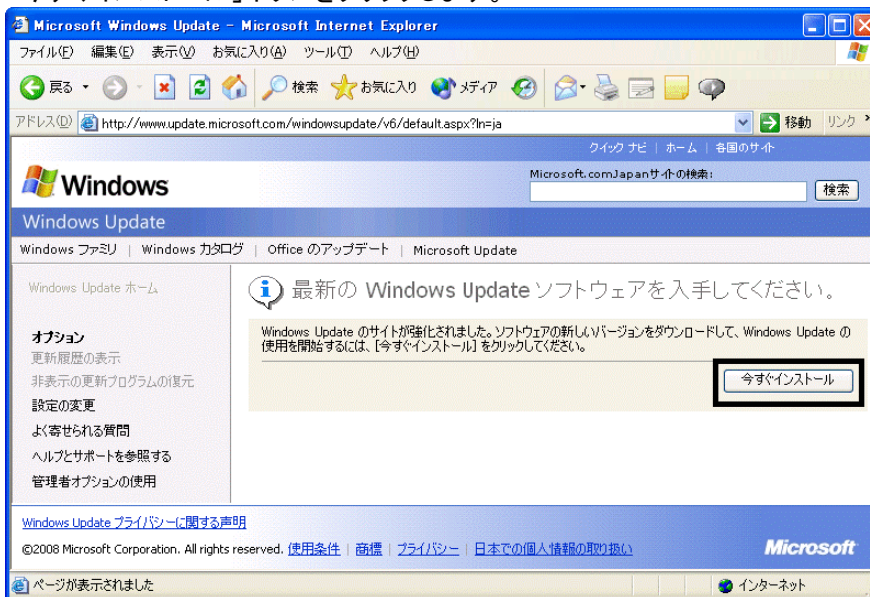 Microsoft Windows Update - Microsoft Internet Explorer
ファイル(F) 編集(E) 表示(V) お気に入り(A) ツール(T) ヘルプ(H)
戻る 検索 お気に入り メディア
アドレス(D) http://www.update.microsoft.com/windowsupdate/v6/default.aspx?ln=ja 移動 リンク
クイック ナビ | ホーム | 各国のサイト
Windows
Microsoft.comJapanサイトの検索:
検索
Windows Update
Windows ファミリ | Windows カタログ | Office のアップデート | Microsoft Update
Windows Update ホーム
オプション
更新履歴の表示
非表示の更新プログラムの復元
設定の変更
よく寄せられる質問
ヘルプとサポートを参照する
管理者オプションの使用
最新の Windows Update ソフトウェアを入手してください。
Windows Update のサイトが強化されました。ソフトウェアの新しいバージョンをダウンロードして、Windows Update の
使用を開始するには、[今すぐインストール] をクリックしてください。
今すぐインストール
Windows Update プライバシーに関する声明
©2008 Microsoft Corporation. All rights reserved. 使用条件 | 商標 | プライバシー | 日本での個人情報の取り扱い
Microsoft
ページが表示されました インターネット